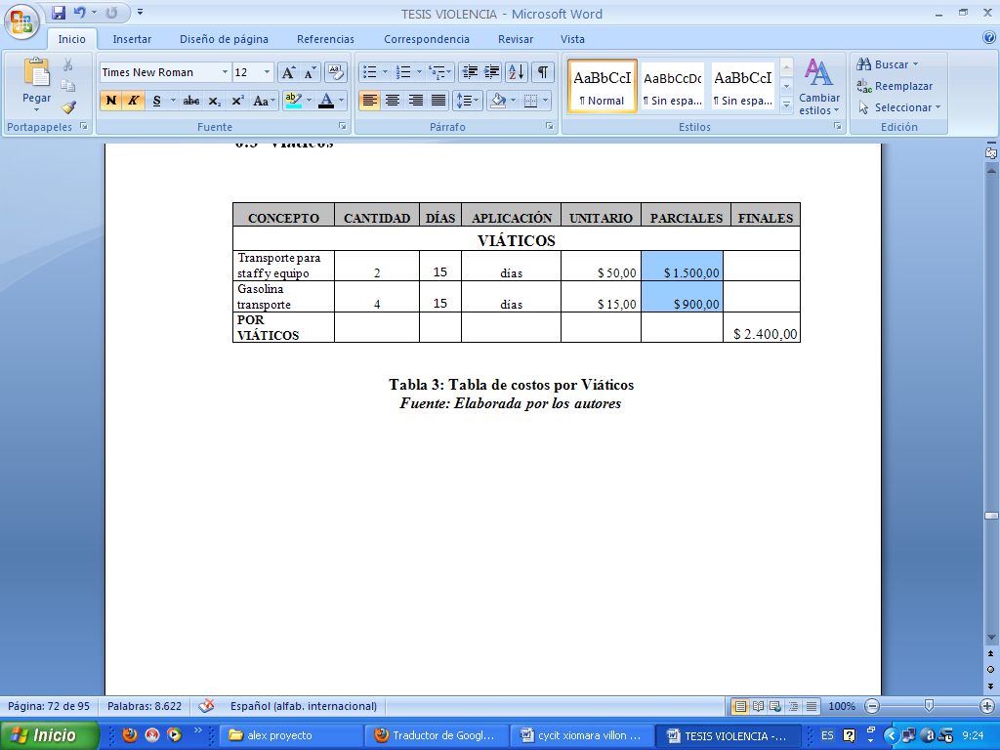 TESIS VIOLENCIA - Microsoft Word
Inicio Insertar Diseño de página Referencias Correspondencia Revisar Vista
Pegar
Portapapeles
Times New Roman 12
N K S abc x₂ x² Aa ab A
Fuente
Párrafo
AaBbCcI AaBbCcDc AaBbCcI
¶ Normal ¶ Sin espa... ¶ Sin espa...
Cambiar estilos
Estilos
Buscar
Reemplazar
Seleccionar
Edición
CONCEPTO CANTIDAD DÍAS APLICACIÓN UNITARIO PARCIALES FINALES
VIÁTICOS
Transporte para
staff y equipo 2 15 días $ 50,00 $ 1.500,00
Gasolina
transporte 4 15 días $ 15,00 $ 900,00
POR
VIÁTICOS $ 2.400,00
Tabla 3: Tabla de costos por Viáticos
Fuente: Elaborada por los autores
Página: 72 de 95 Palabras: 8.622 Español (alfab. internacional) 100%
Inicio alex proyecto Traductor de Googl... cycit xiomara villon ... TESIS VIOLENCIA -... ES 9:24